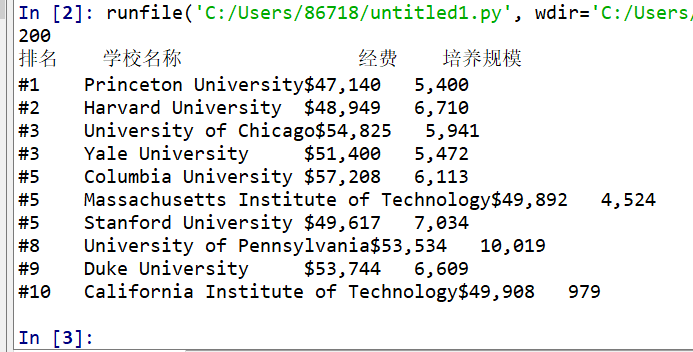 In [2]: runfile('C:/Users/86718/untitled1.py', wdir='C:/Users/
200
排名 学校名称 经费 培养规模
#1 Princeton University$47,140 5,400
#2 Harvard University $48,949 6,710
#3 University of Chicago$54,825 5,941
#3 Yale University $51,400 5,472
#5 Columbia University $57,208 6,113
#5 Massachusetts Institute of Technology$49,892 4,524
#5 Stanford University $49,617 7,034
#8 University of Pennsylvania$53,534 10,019
#9 Duke University $53,744 6,609
#10 California Institute of Technology$49,908 979
In [3]: